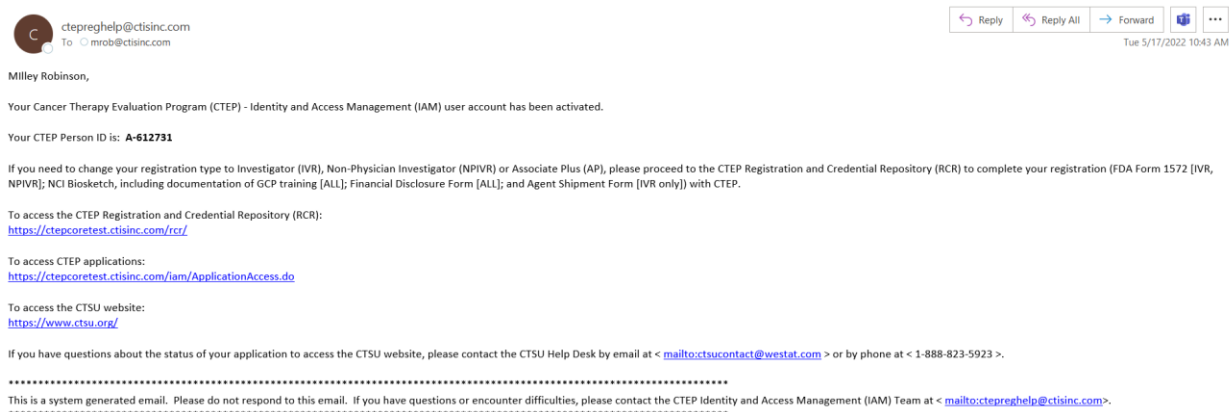 C
ctepreghelp@ctisinc.com
To mrob@ctisinc.com
Reply
Reply All
Forward
Tue 5/17/2022 10:43 AM
MIlley Robinson,
Your Cancer Therapy Evaluation Program (CTEP) - Identity and Access Management (IAM) user account has been activated.
Your CTEP Person ID is: A-612731
If you need to change your registration type to Investigator (IVR), Non-Physician Investigator (NPIVR) or Associate Plus (AP), please proceed to the CTEP Registration and Credential Repository (RCR) to complete your registration (FDA Form 1572 [IVR,
NPIVR]; NCI Biosketch, including documentation of GCP training [ALL]; Financial Disclosure Form [ALL]; and Agent Shipment Form [IVR only]) with CTEP.
To access the CTEP Registration and Credential Repository (RCR):
https://ctepcoretest.ctisinc.com/rcr/
To access CTEP applications:
https://ctepcoretest.ctisinc.com/iam/ApplicationAccess.do
To access the CTSU website:
https://www.ctsu.org/
If you have questions about the status of your application to access the CTSU website, please contact the CTSU Help Desk by email at < mailto:ctsucontact@westat.com > or by phone at < 1-888-823-5923 >.
This is a system generated email. Please do not respond to this email. If you have questions or encounter difficulties, please contact the CTEP Identity and Access Management (IAM) Team at < mailto:ctepreghelp@ctisinc.com>.